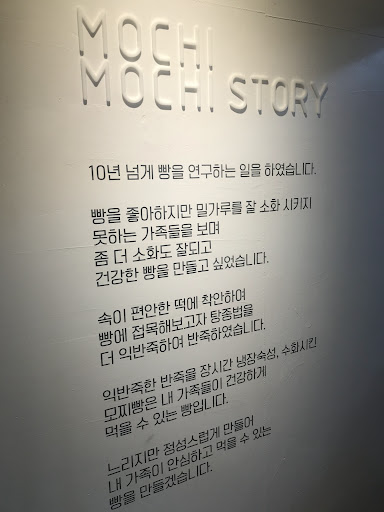 MOCHI
MOCHI STORY
10년 넘게 빵을 연구하는 일을 하였습니다.
빵을 좋아하지만 밀가루를 잘 소화 시키지
못하는 가족들을 보며
좀 더 소화도 잘되고
건강한 빵을 만들고 싶었습니다.
속이 편안한 떡에 착안하여
빵에 접목해보고자 탕종법을
더 익반죽하여 반죽하였습니다.
익반죽한 반죽을 장시간 냉장숙성, 수화시킨
모찌빵은 내 가족들이 건강하게
먹을 수 있는 빵입니다.
느리지만 정성스럽게 만들어
내 가족이 안심하고 먹을 수 있는
빵을 만들겠습니다.